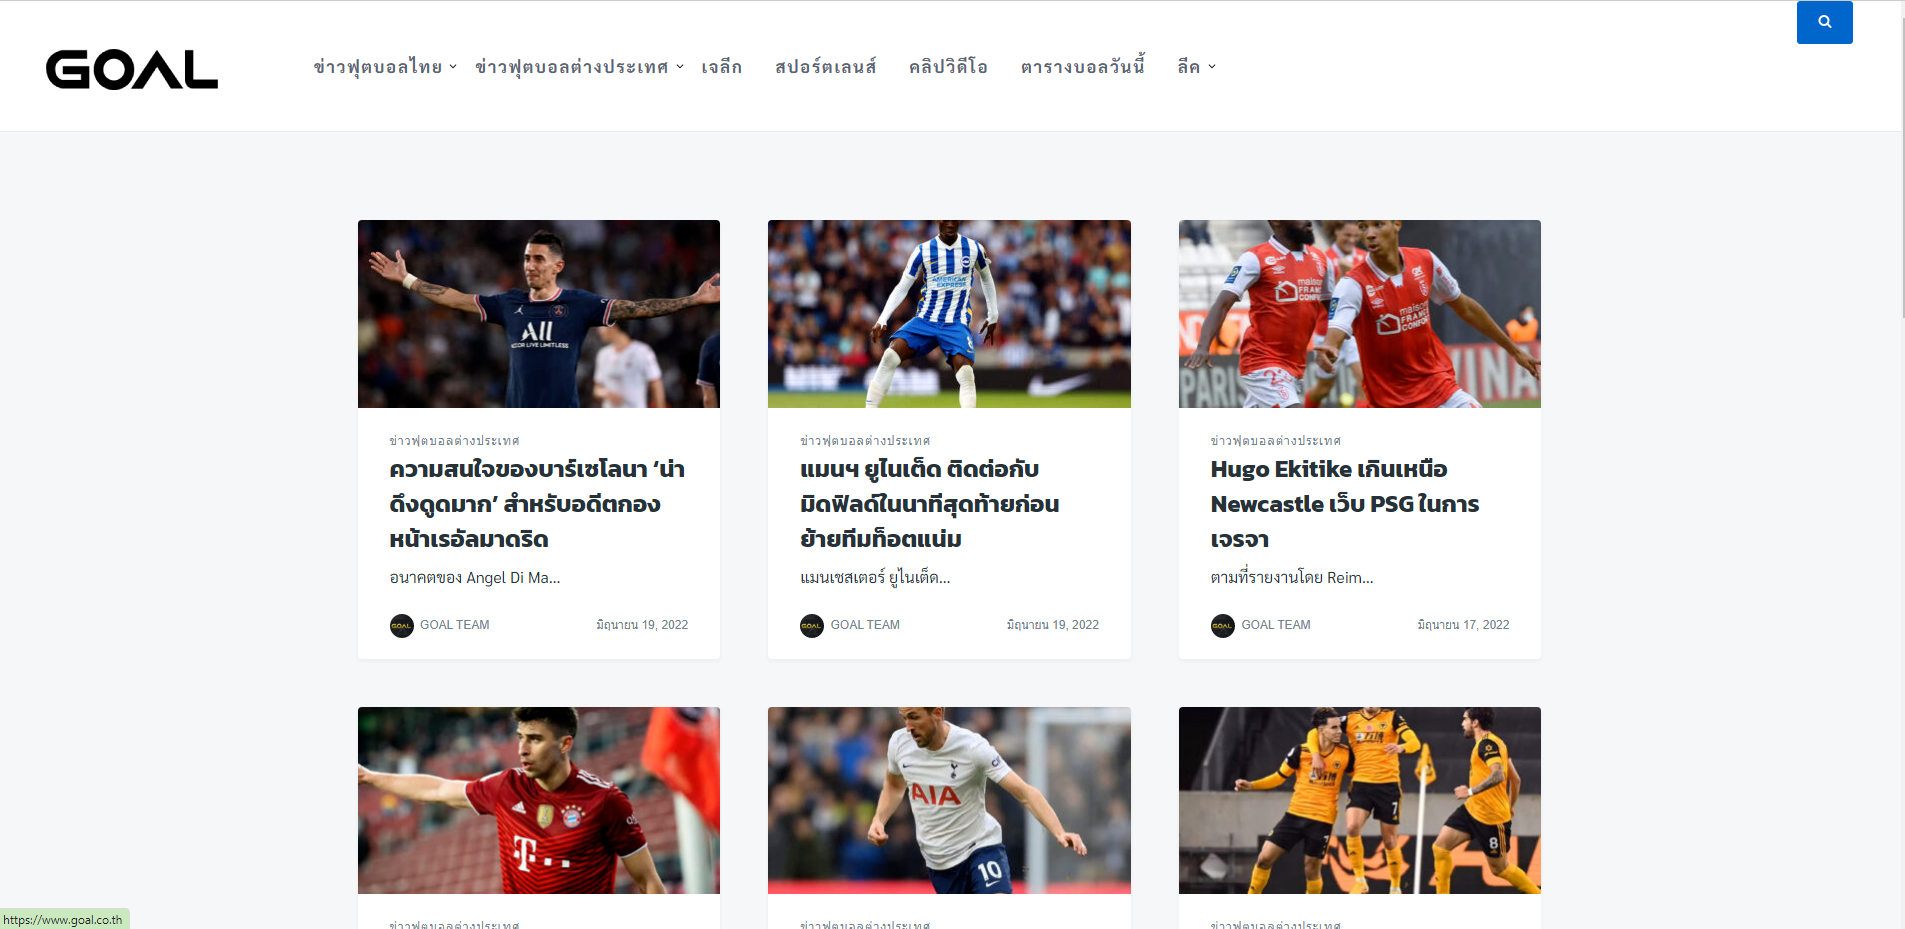 GOAL
ข่าวฟุตบอลไทย ข่าวฟุตบอลต่างประเทศ เจลีก สปอร์ตเลนส์ คลิปวิดีโอ ตารางบอลวันนี้ ลีค
AMERICAN
EXPRESS
maison
FRANCE
CONFORT
maison
FRANCE
CONFORT
ALL
ACCOR LIVE LIMITLESS
PARIS
ข่าวฟุตบอลต่างประเทศ
ความสนใจของบาร์เซโลนา ‘น่า
ดึงดูดมาก’ สำหรับอดีตกอง
หน้าเรอัลมาดริด
อนาคตของ Angel Di Ma...
GOAL TEAM
มิถุนายน 19, 2022
ข่าวฟุตบอลต่างประเทศ
แมนฯ ยูไนเต็ด ติดต่อกับ
มิดฟิลด์ในนาทีสุดท้ายก่อน
ย้ายทีมท็อตแน่ม
แมนเชสเตอร์ ยูไนเต็ด...
GOAL TEAM
มิถุนายน 19, 2022
ข่าวฟุตบอลต่างประเทศ
Hugo Ekitike เกินเหนือ
Newcastle เว็บ PSG ในการ
เจรจา
ตามที่รายงานโดย Reim...
GOAL TEAM
มิถุนายน 17, 2022
T
AIA
10
7
8
ข่าวฟุตบอลต่างประเทศ
ข่าวฟุตบอลต่างประเทศ
ข่าวฟุตบอลต่างประเทศ
https://www.goal.co.th